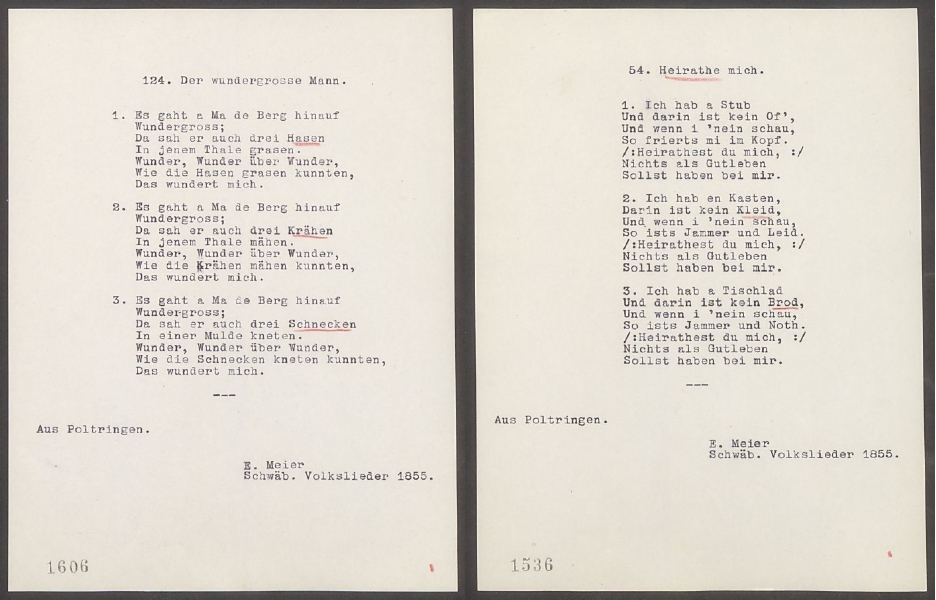 124. Der wundergrosse Mann.
1. Es gaht a Ma de Berg hinauf
Wundergross;
Da sah er auch drei Hasen
In jenem Thale grasen.
Wunder, Wunder über Wunder,
Wie die Hasen grasen kunnten,
Das wundert mich.
2. Es gaht a Ma de Berg hinauf
Wundergross;
Da sah er auch drei Krähen
In jenem Thale mähen.
Wunder, Wunder über Wunder,
Wie die Krähen mähen kunnten,
Das wundert mich.
3. Es gaht a Ma de Berg hinauf
Wundergross;
Da sah er auch drei Schnecken
In einer Mulde kneten.
Wunder, Wunder über Wunder,
Wie die Schnecken kneten kunnten,
Das wundert mich.
---
Aus Poltringen.
E. Meier
Schwäb. Volkslieder 1855.
1606
54. Heirathe mich.
1. Ich hab a Stub
Und darin ist kein Of',
Und wenn i 'nein schau,
So frierts mi im Kopf.
/:Heirathest du mich, :/
Nichts als Gutleben
Sollst haben bei mir.
2. Ich hab en Kasten,
Darin ist kein Kleid,
Und wenn i 'nein schau,
So ists Jammer und Leid.
/:Heirathest du mich, :/
Nichts als Gutleben
Sollst haben bei mir.
3. Ich hab a Tischlad
Und darin ist kein Brod,
Und wenn i 'nein schau,
So ists Jammer und Noth.
/:Heirathest du mich, :/
Nichts als Gutleben
Sollst haben bei mir.
---
Aus Poltringen.
E. Meier
Schwäb. Volkslieder 1855.
1536